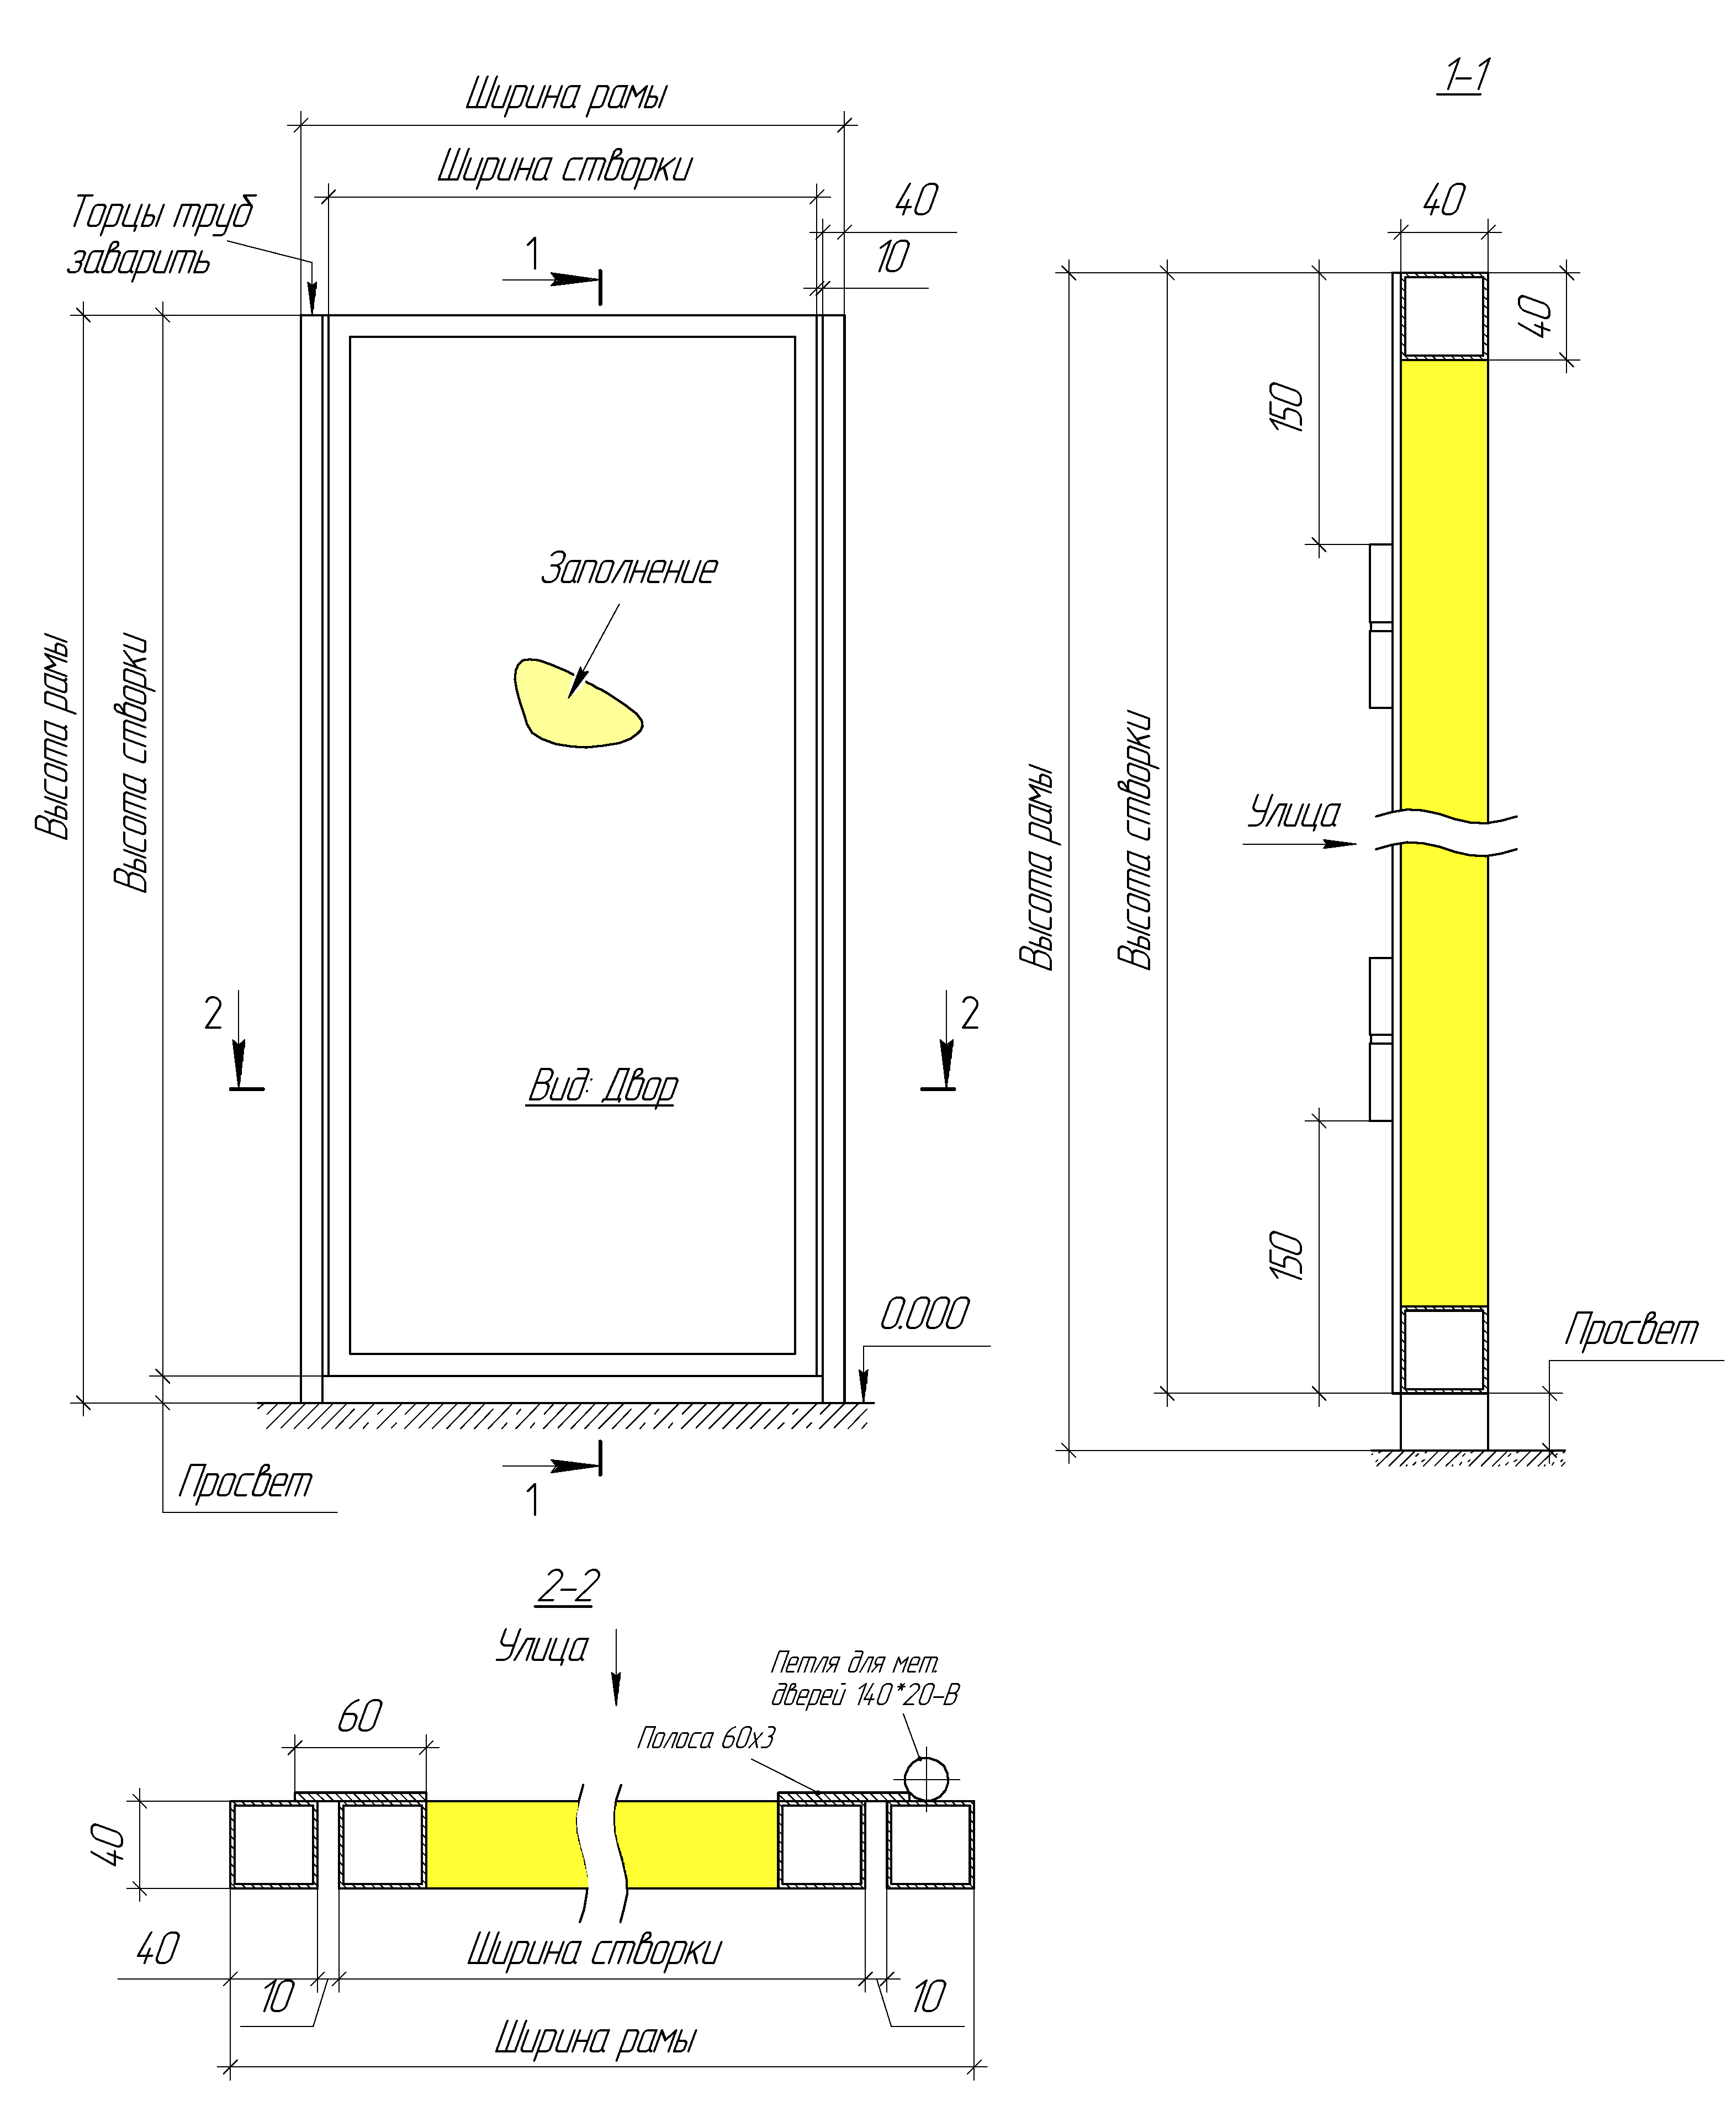 1-1
Ширина рамы
Ширина створки
Торцы труб
заварить
40
10
1
40
40
150
Заполнение
Высота рамы
Высота створки
Высота рамы
Высота створки
Улица
2
2
Вид: Двор
150
0.000
Просвет
Просвет
1
2-2
Улица
Петля для мет.
дверей 140*20-В
Полоса 60х3
60
40
40
Ширина створки
10
10
Ширина рамы